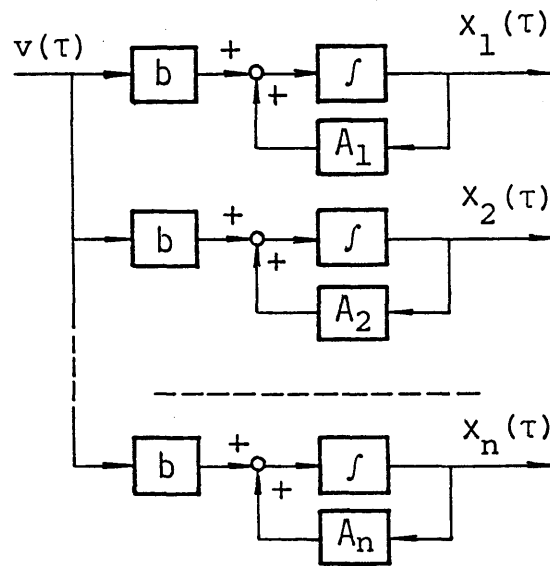 v(τ) b + + ∫ X₁(τ)
A₁
b + + ∫ X₂(τ)
A₂
b + + ∫ Xₙ(τ)
Aₙ